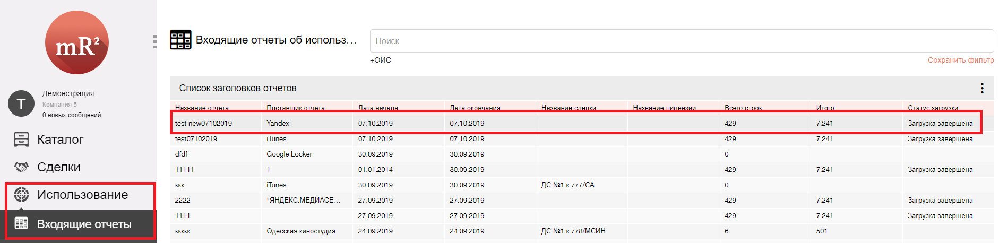 mR²
Демонстрация
Компания 5
0 новых сообщений
T
Каталог
Сделки
Использование
Входящие отчеты
Входящие отчеты об использ...
Поиск
+ОИС
Сохранить фильтр
Список заголовков отчетов
Название отчета Поставщик отчета Дата начала Дата окончания Название сделки Название лицензии Всего строк Итого Статус загрузки
test new07102019 Yandex 07.10.2019 07.10.2019 429 7.241 Загрузка завершена
test07102019 iTunes 07.10.2019 07.10.2019 429 7.241 Загрузка завершена
dfdf Google Locker 30.09.2019 30.09.2019 0
11111 1 01.01.2014 30.09.2019 429 7.241 Загрузка завершена
ккк iTunes 30.09.2019 30.09.2019 ДС №1 к 777/СА 0
2222 "ЯНДЕКС.МЕДИАСЕ... 27.09.2019 27.09.2019 429 7.241 Загрузка завершена
1111 27.09.2019 27.09.2019 429 7.241 Загрузка завершена
ккккк Одесская киностудия 24.09.2019 24.09.2019 ДС №1 к 778/МСИН 6 501